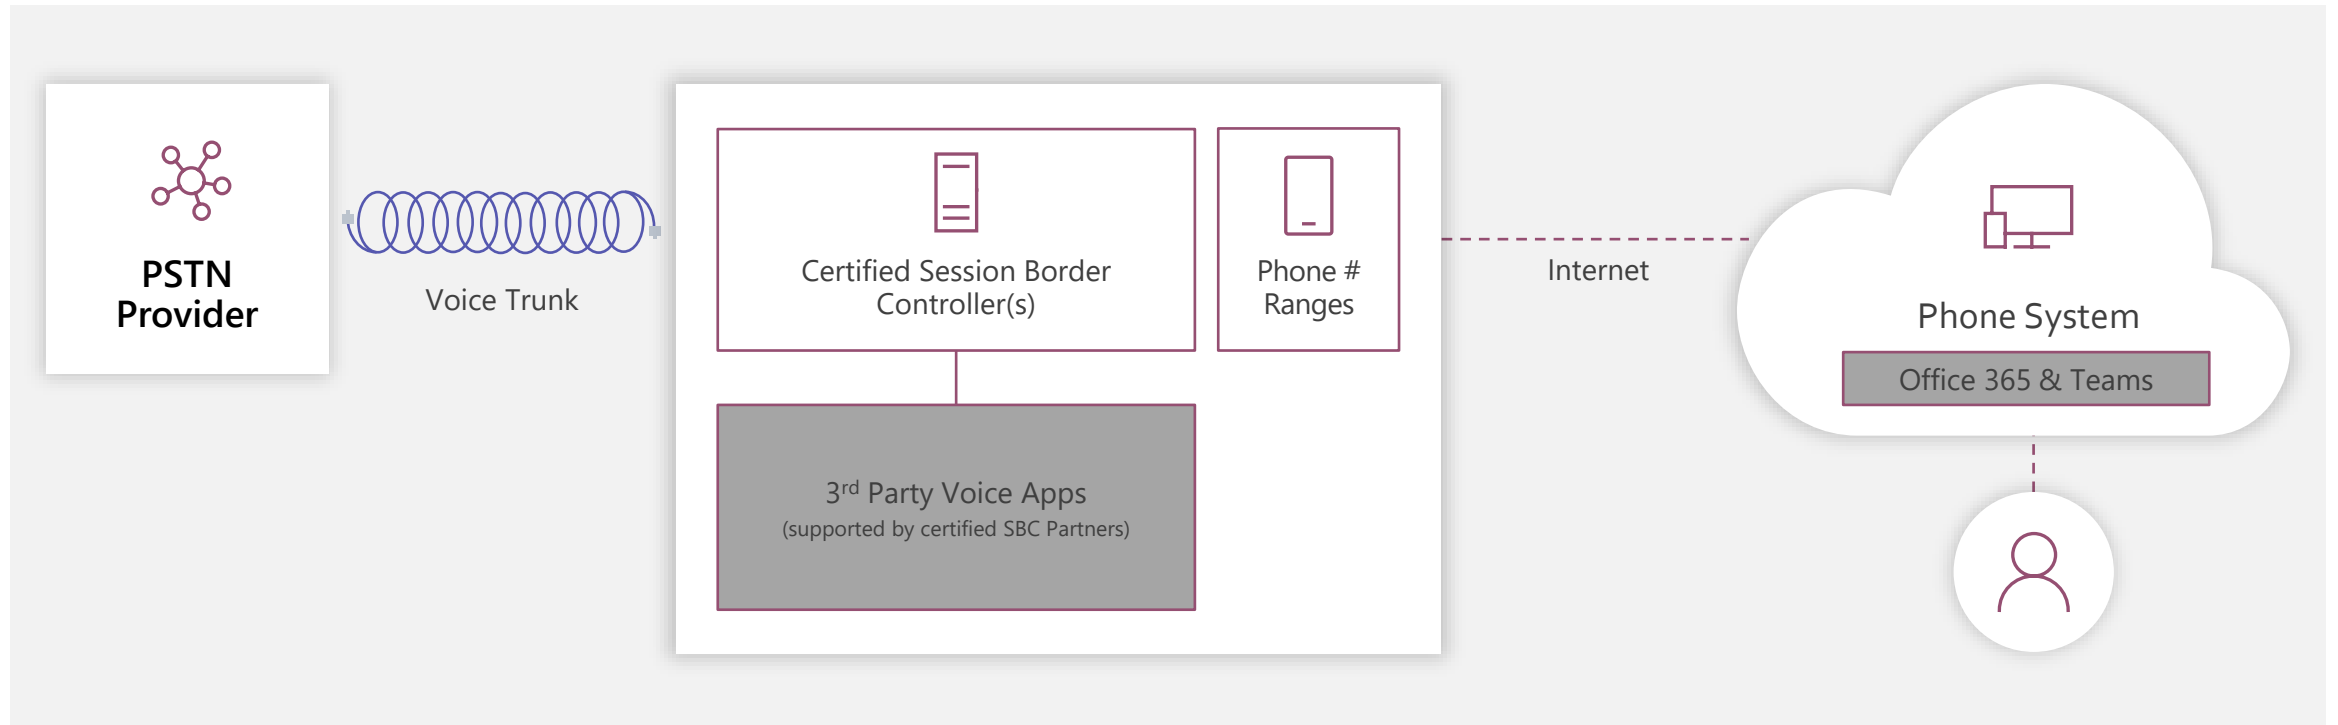 PSTN
Provider
Voice Trunk
Certified Session Border
Controller(s)
Phone #
Ranges
3rd Party Voice Apps
(supported by certified SBC Partners)
Internet
Phone System
Office 365 & Teams